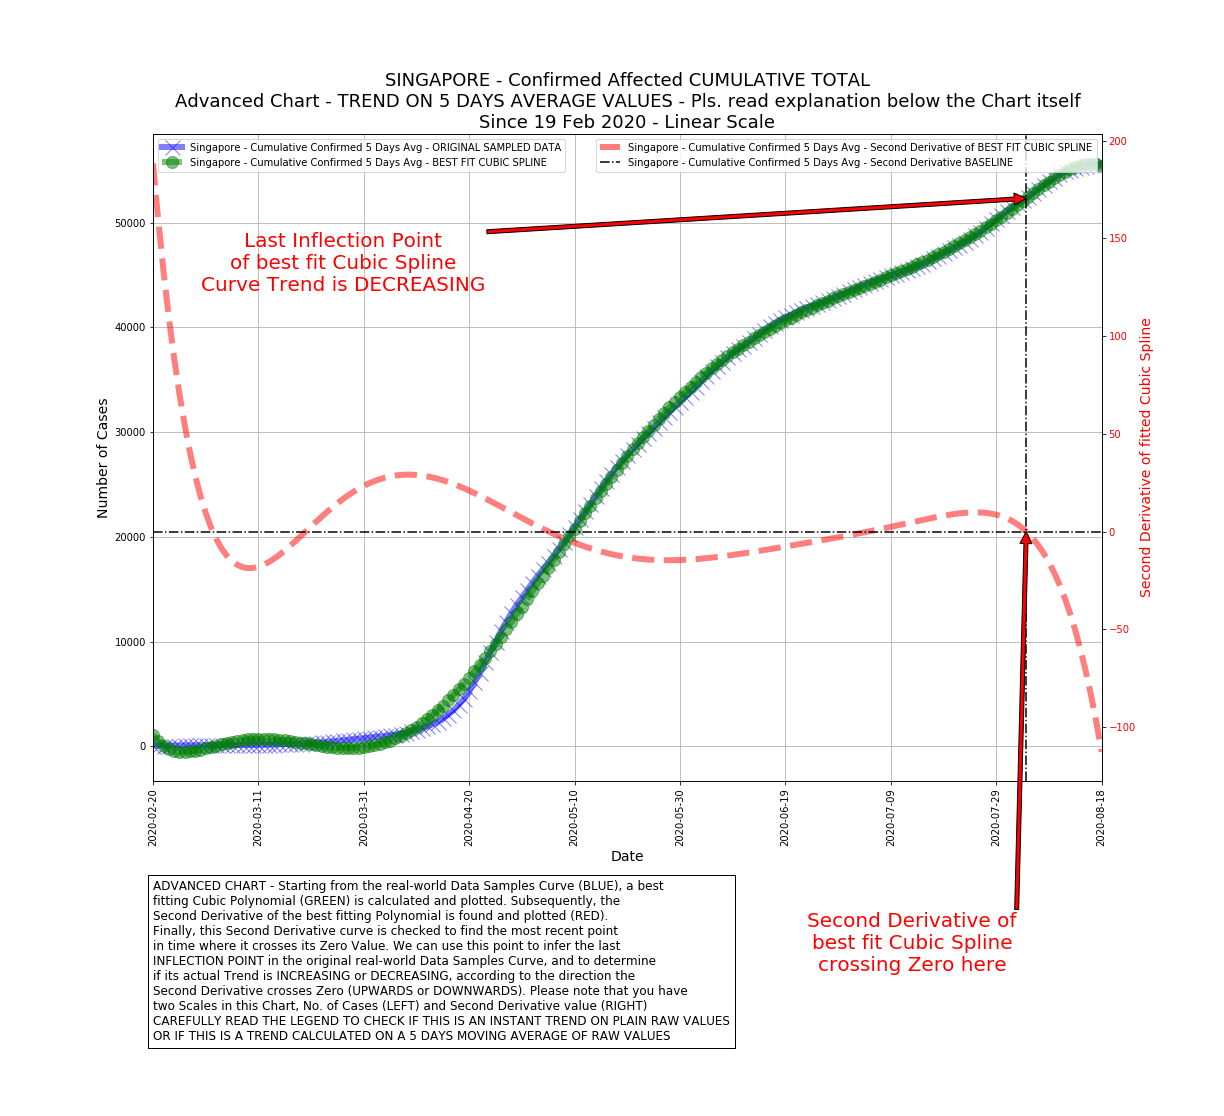 SINGAPORE - Confirmed Affected CUMULATIVE TOTAL
Advanced Chart - TREND ON 5 DAYS AVERAGE VALUES - Pls. read explanation below the Chart itself
Since 19 Feb 2020 - Linear Scale
Singapore - Cumulative Confirmed 5 Days Avg - ORIGINAL SAMPLED DATA
Singapore - Cumulative Confirmed 5 Days Avg - BEST FIT CUBIC SPLINE
Singapore - Cumulative Confirmed 5 Days Avg - Second Derivative of BEST FIT CUBIC SPLINE
Singapore - Cumulative Confirmed 5 Days Avg - Second Derivative BASELINE
Last Inflection Point
of best fit Cubic Spline
Curve Trend is DECREASING
Number of Cases
50000
40000
30000
20000
10000
0
200
150
100
50
0
−50
−100
Second Derivative of fitted Cubic Spline
2020-02-20
2020-03-11
2020-03-31
2020-04-20
2020-05-10
2020-05-30
2020-06-19
2020-07-09
2020-07-29
2020-08-18
Date
Second Derivative of
best fit Cubic Spline
crossing Zero here
ADVANCED CHART - Starting from the real-world Data Samples Curve (BLUE), a best
fitting Cubic Polynomial (GREEN) is calculated and plotted. Subsequently, the
Second Derivative of the best fitting Polynomial is found and plotted (RED).
Finally, this Second Derivative curve is checked to find the most recent point
in time where it crosses its Zero Value. We can use this point to infer the last
INFLECTION POINT in the original real-world Data Samples Curve, and to determine
if its actual Trend is INCREASING or DECREASING, according to the direction the
Second Derivative crosses Zero (UPWARDS or DOWNWARDS). Please note that you have
two Scales in this Chart, No. of Cases (LEFT) and Second Derivative value (RIGHT)
CAREFULLY READ THE LEGEND TO CHECK IF THIS IS AN INSTANT TREND ON PLAIN RAW VALUES
OR IF THIS IS A TREND CALCULATED ON A 5 DAYS MOVING AVERAGE OF RAW VALUES